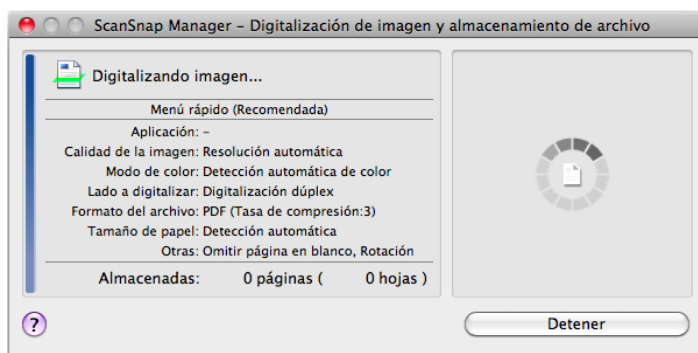 ScanSnap Manager – Digitalización de imagen y almacenamiento de archivo
Digitalizando imagen...
Menú rápido (Recomendada)
Aplicación: –
Calidad de la imagen: Resolución automática
Modo de color: Detección automática de color
Lado a digitalizar: Digitalización dúplex
Formato del archivo: PDF (Tasa de compresión:3)
Tamaño de papel: Detección automática
Otras: Omitir página en blanco, Rotación
Almacenadas: 0 páginas ( 0 hojas )
?
Detener